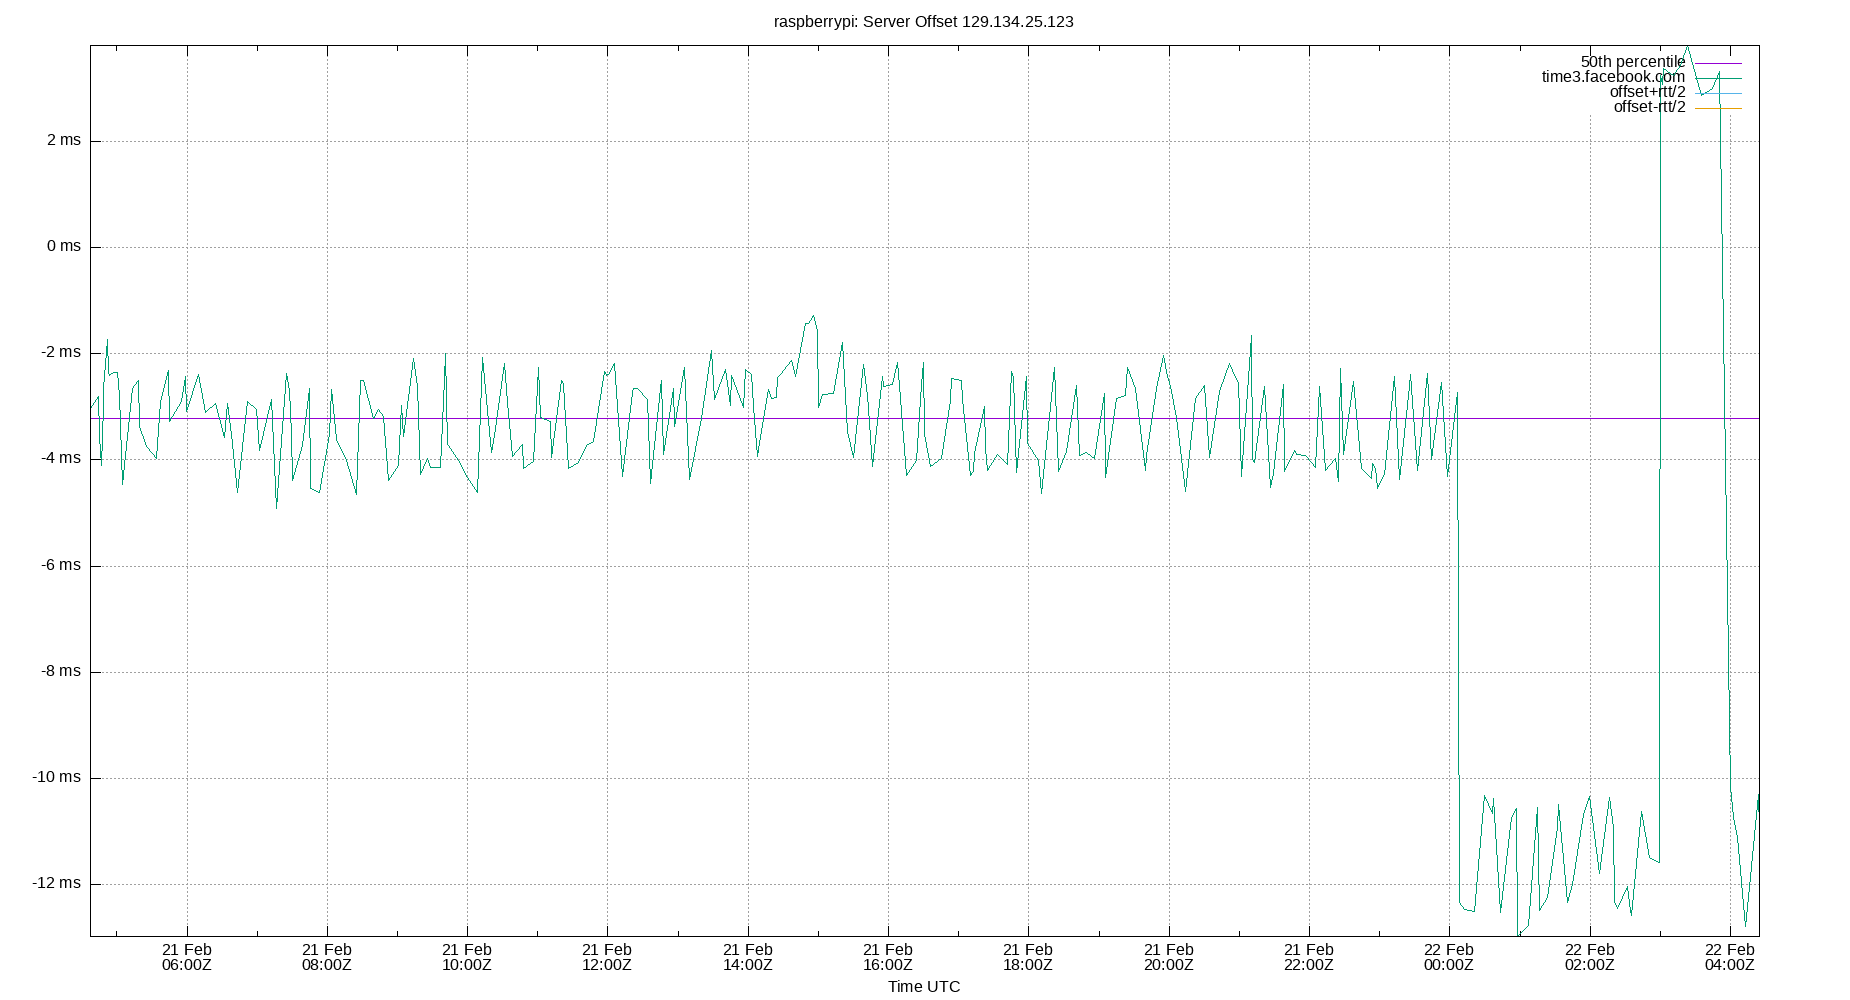 raspberrypi: Server Offset 129.134.25.123
50th percentile
time3.facebook.com
offset+rtt/2
offset-rtt/2
2 ms
0 ms
-2 ms
-4 ms
-6 ms
-8 ms
-10 ms
-12 ms
21 Feb 21 Feb 21 Feb 21 Feb 21 Feb 21 Feb 21 Feb 21 Feb 21 Feb 22 Feb 22 Feb 22 Feb
06:00Z 08:00Z 10:00Z 12:00Z 14:00Z 16:00Z 18:00Z 20:00Z 22:00Z 00:00Z 02:00Z 04:00Z
Time UTC